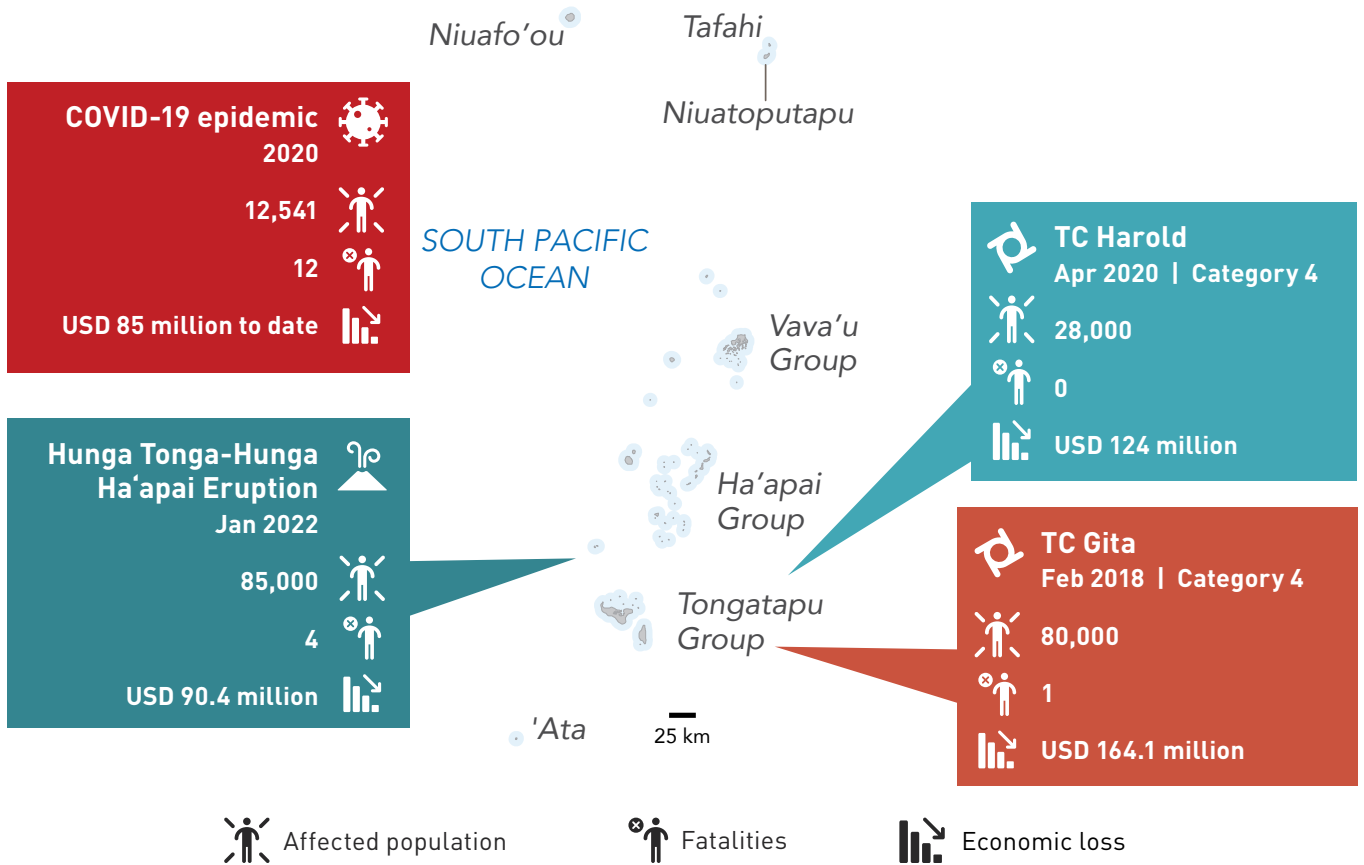 Niuafo'ou
Tafahi
Niuatoputapu
COVID-19 epidemic
2020
12,541
12
USD 85 million to date
SOUTH PACIFIC
OCEAN
TC Harold
Apr 2020 | Category 4
28,000
0
USD 124 million
Vava'u
Group
Hunga Tonga-Hunga
Ha‘apai Eruption
Jan 2022
85,000
4
USD 90.4 million
Ha'apai
Group
TC Gita
Feb 2018 | Category 4
80,000
1
USD 164.1 million
Tongatapu
Group
'Ata
25 km
Affected population
Fatalities
Economic loss